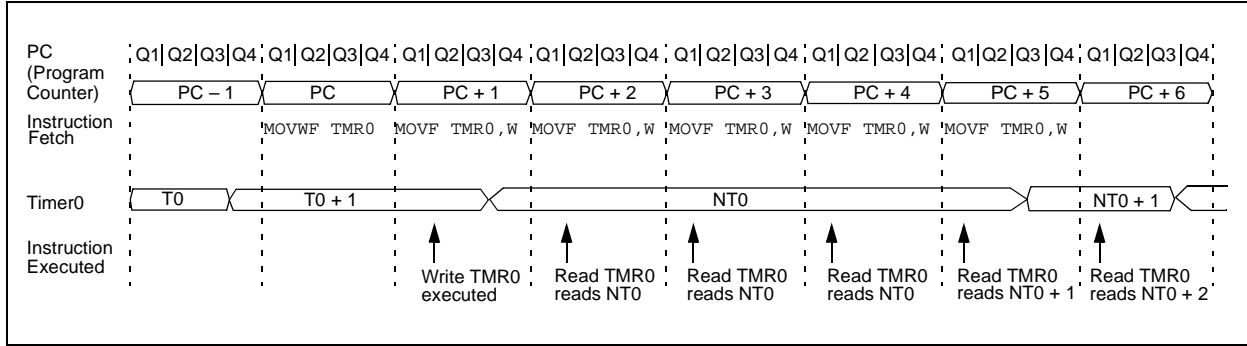 PC
(Program
Counter)
Q1 Q2 Q3 Q4 Q1 Q2 Q3 Q4 Q1 Q2 Q3 Q4 Q1 Q2 Q3 Q4 Q1 Q2 Q3 Q4 Q1 Q2 Q3 Q4 Q1 Q2 Q3 Q4 Q1 Q2 Q3 Q4
PC – 1 PC PC + 1 PC + 2 PC + 3 PC + 4 PC + 5 PC + 6
Instruction
Fetch
MOVWF TMR0 MOVF TMR0,W MOVF TMR0,W MOVF TMR0,W MOVF TMR0,W MOVF TMR0,W
Timer0
T0 T0 + 1 NT0 NT0 + 1
Instruction
Executed
Write TMR0
executed
Read TMR0
reads NT0
Read TMR0
reads NT0
Read TMR0
reads NT0
Read TMR0
reads NT0 + 1
Read TMR0
reads NT0 + 2